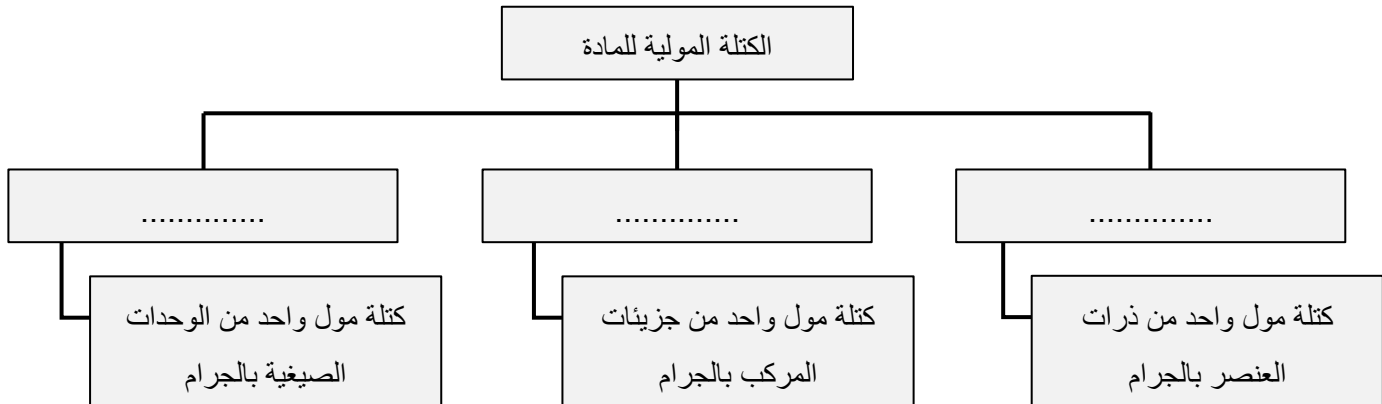 الكتلة المولية للمادة
..............
..............
..............
كتلة مول واحد من ذرات
العنصر بالجرام
كتلة مول واحد من جزيئات
المركب بالجرام
كتلة مول واحد من الوحدات
الصيغية بالجرام